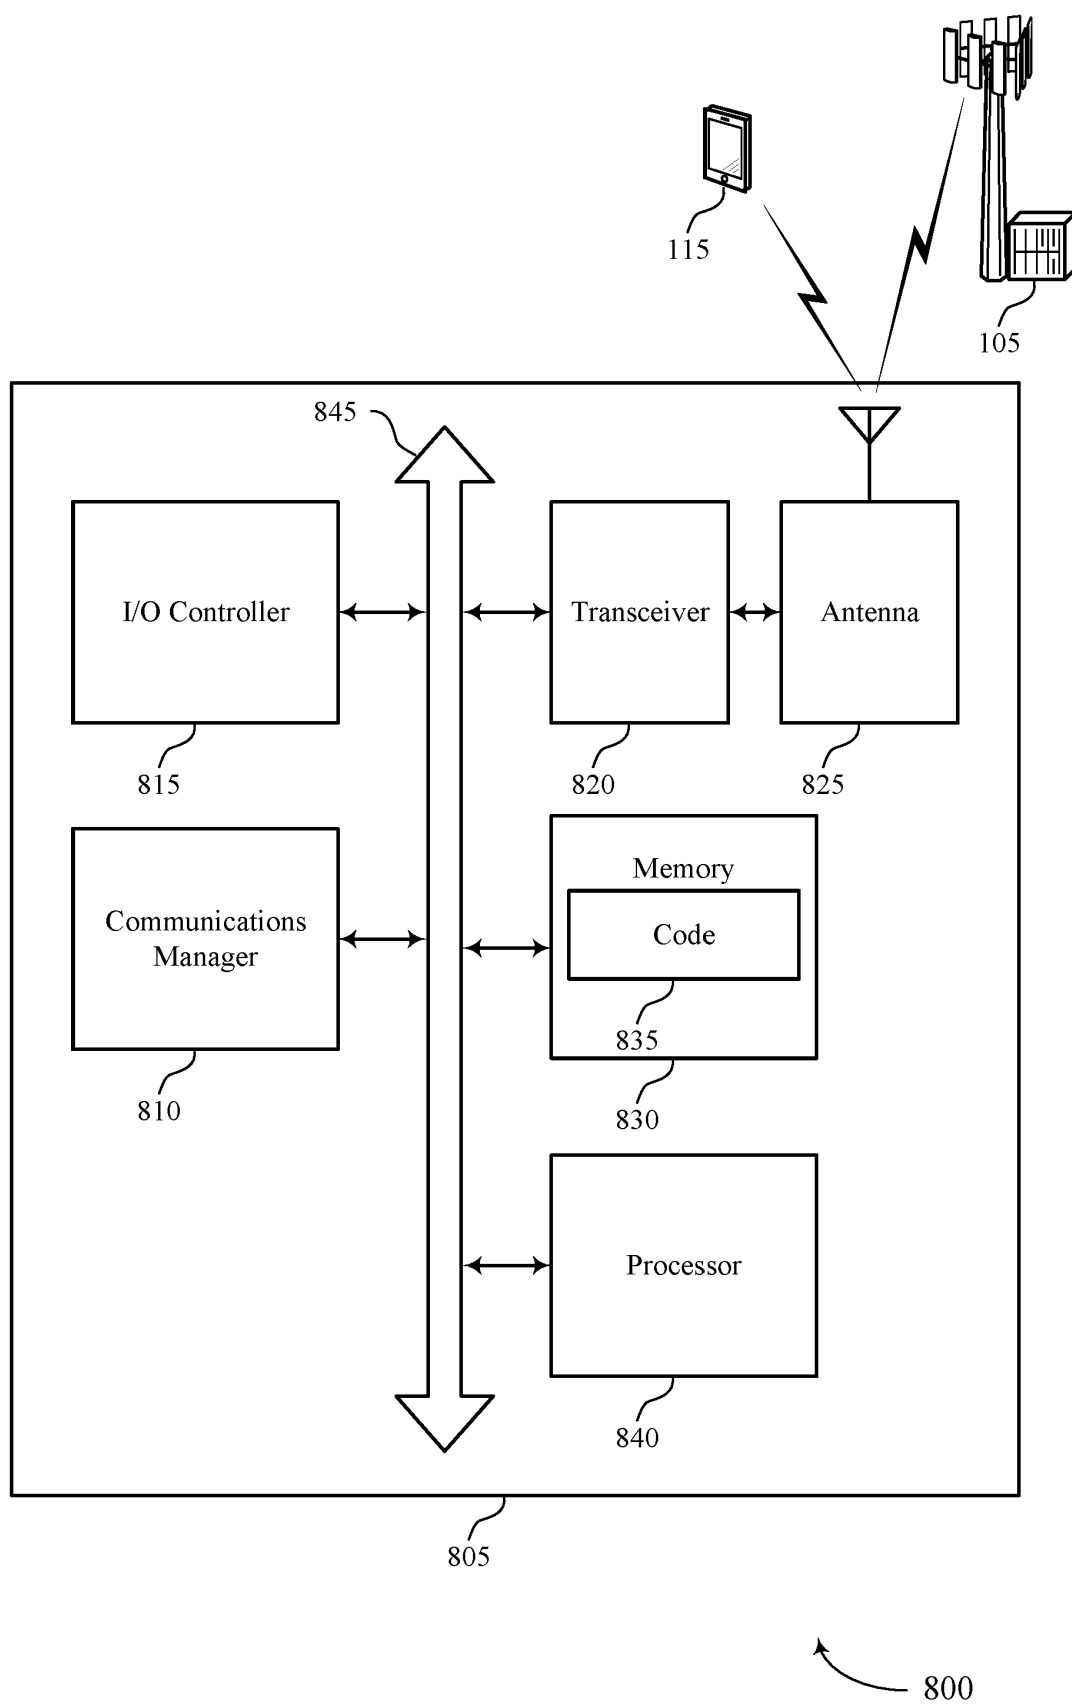 115
105
845
I/O Controller
Transceiver
Antenna
815
820
825
Communications
Manager
Memory
Code
835
810
830
Processor
840
805
800